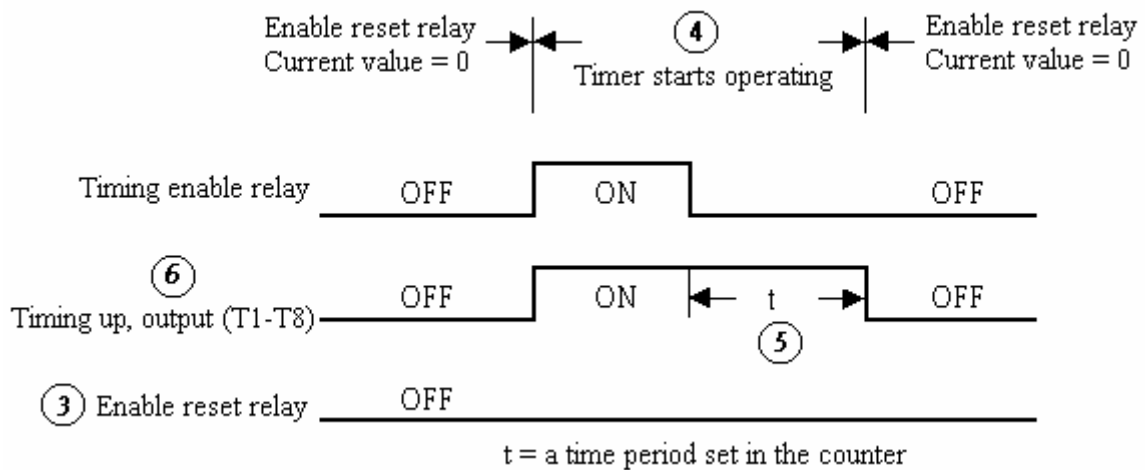 Enable reset relay
Current value = 0
4
Timer starts operating
Enable reset relay
Current value = 0
Timing enable relay
OFF
ON
OFF
6
Timing up, output (T1-T8)
OFF
ON
t
OFF
5
3 Enable reset relay
OFF
t = a time period set in the counter